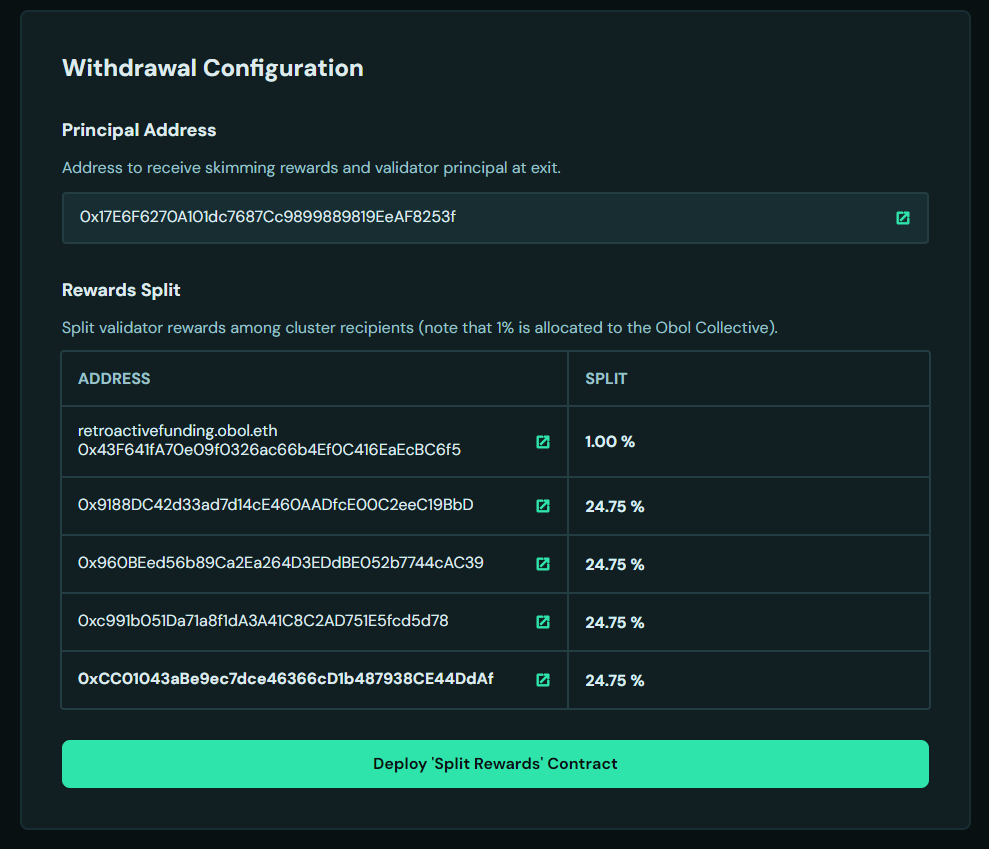 Withdrawal Configuration
Principal Address
Address to receive skimming rewards and validator principal at exit.
0x17E6F6270A101dc7687Cc9899889819EeAF8253f
Rewards Split
Split validator rewards among cluster recipients (note that 1% is allocated to the Obol Collective).
ADDRESS SPLIT
retroactivefunding.obol.eth
0x43F641fA70e09f0326ac66b4Ef0C416EaEcBC6f5 1.00 %
0x9188DC42d33ad7d14cE460AADfcE00C2eeC19BbD 24.75 %
0x960BEed56b89Ca2Ea264D3EDdBE052b7744cAC39 24.75 %
0xc991b051Da71a8f1dA3A41C8C2AD751E5fcd5d78 24.75 %
0xCC01043aBe9ec7dce46366cD1b487938CE44DdAf 24.75 %
Deploy 'Split Rewards' Contract